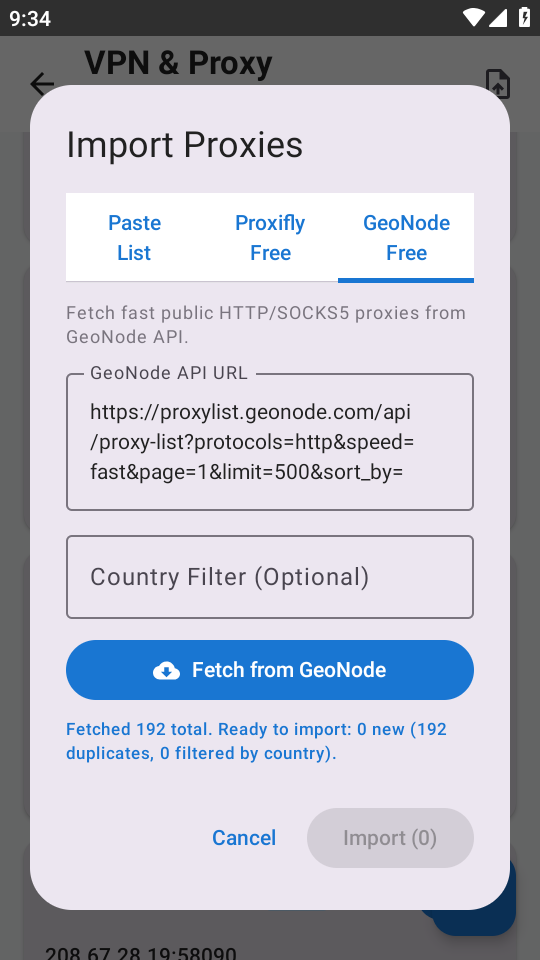 9:34
VPN & Proxy
Import Proxies
Paste
List
Proxifly
Free
GeoNode
Free
Fetch fast public HTTP/SOCKS5 proxies from
GeoNode API.
GeoNode API URL
https://proxylist.geonode.com/api
/proxy-list?protocols=http&speed=
fast&page=1&limit=500&sort_by=
Country Filter (Optional)
Fetch from GeoNode
Fetched 192 total. Ready to import: 0 new (192
duplicates, 0 filtered by country).
Cancel
Import (0)
208.67.28.19:58090